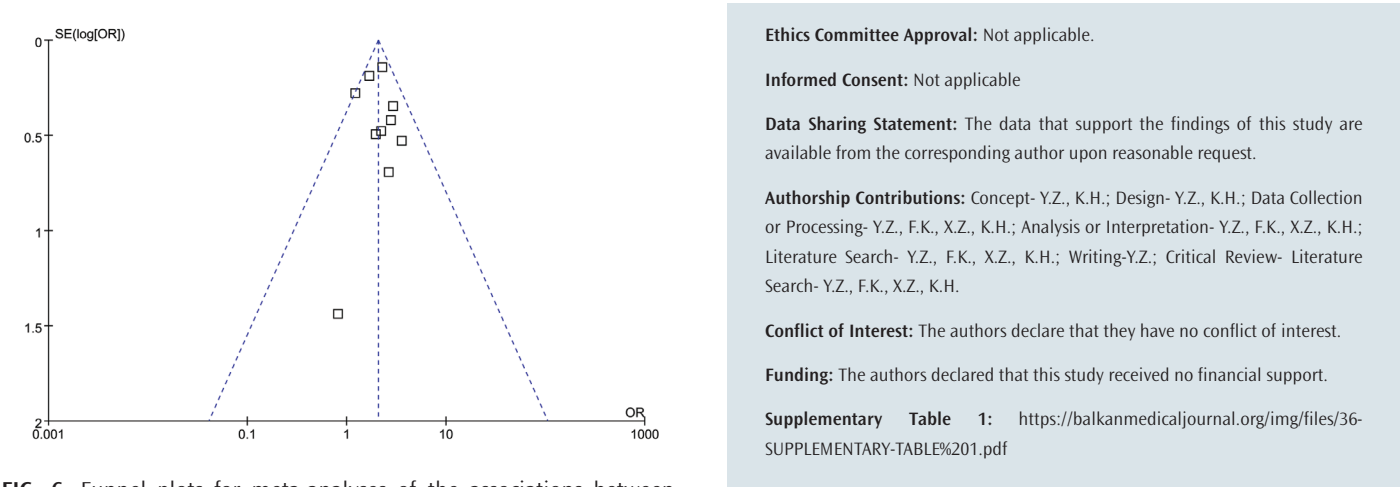 SE(log[OR])
0
0.5
1
1.5
2
OR
0.001
0.1
1
10
1000
FIG. 6. Funnel plots for meta-analyses of the associations between
Ethics Committee Approval: Not applicable.
Informed Consent: Not applicable
Data Sharing Statement: The data that support the findings of this study are
available from the corresponding author upon reasonable request.
Authorship Contributions: Concept- Y.Z., K.H.; Design- Y.Z., K.H.; Data Collection
or Processing- Y.Z., F.K., X.Z., K.H.; Analysis or Interpretation- Y.Z., F.K., X.Z., K.H.;
Literature Search- Y.Z., F.K., X.Z., K.H.; Writing-Y.Z.; Critical Review- Literature
Search- Y.Z., F.K., X.Z., K.H.
Conflict of Interest: The authors declare that they have no conflict of interest.
Funding: The authors declared that this study received no financial support.
Supplementary Table 1: https://balkanmedicaljournal.org/img/files/36-
SUPPLEMENTARY-TABLE%201.pdf